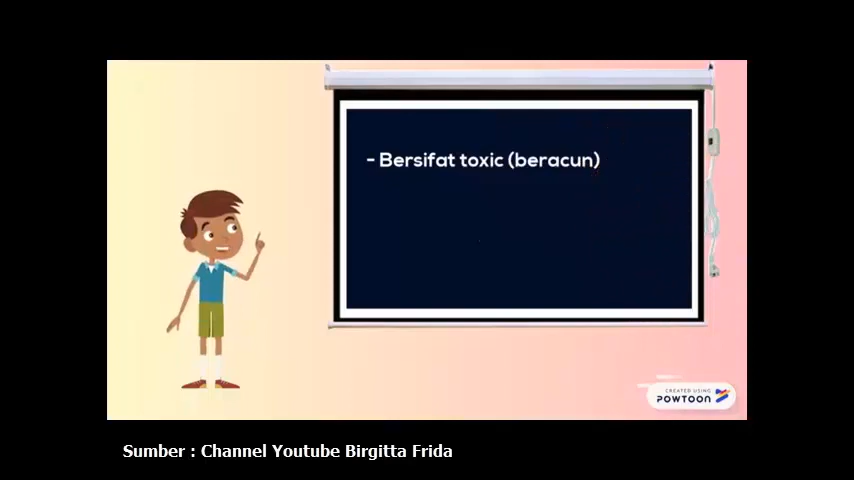 - Bersifat toxic (beracun)
CREATED USING
POWTOON
Sumber : Channel Youtube Birgitta Frida